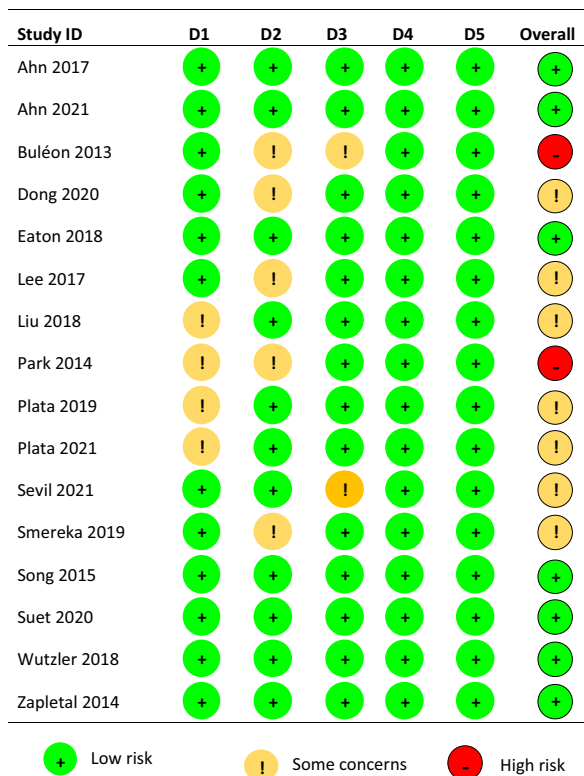 Study ID D1 D2 D3 D4 D5 Overall
Ahn 2017 + + + + + +
Ahn 2021 + + + + + +
Buléon 2013 + ! ! + + -
Dong 2020 + ! + + + !
Eaton 2018 + + + + + +
Lee 2017 + ! + + + !
Liu 2018 ! + + + + !
Park 2014 ! ! + + + -
Plata 2019 ! + + + + !
Plata 2021 ! + + + + !
Sevil 2021 + + ! + + !
Smereka 2019 + ! + + + !
Song 2015 + + + + + +
Suet 2020 + + + + + +
Wutzler 2018 + + + + + +
Zapletal 2014 + + + + + +
+ Low risk ! Some concerns - High risk